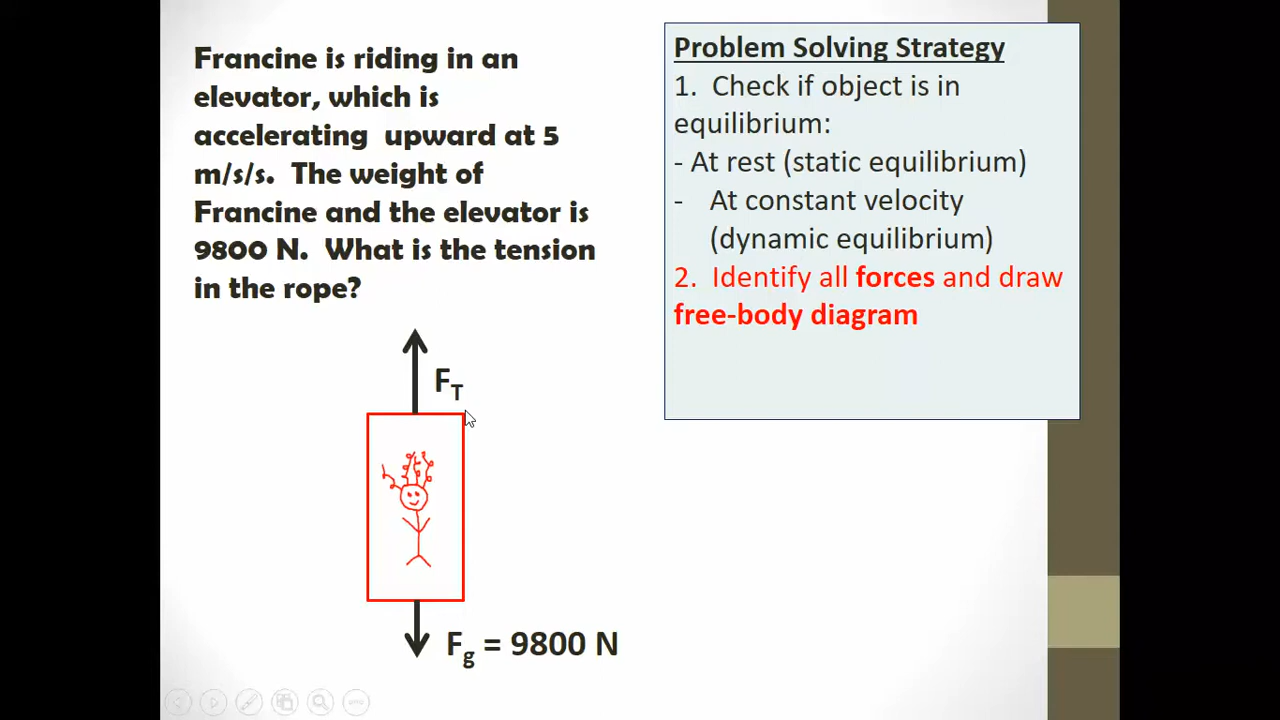 Francine is riding in an
elevator, which is
accelerating  upward at 5
m/s/s.  The weight of
Francine and the elevator is
9800 N.  What is the tension
in the rope?
F_T
F_g = 9800 N
Problem Solving Strategy
1.  Check if object is in
equilibrium:
- At rest (static equilibrium)
-   At constant velocity
(dynamic equilibrium)
2.  Identify all forces and draw
free-body diagram